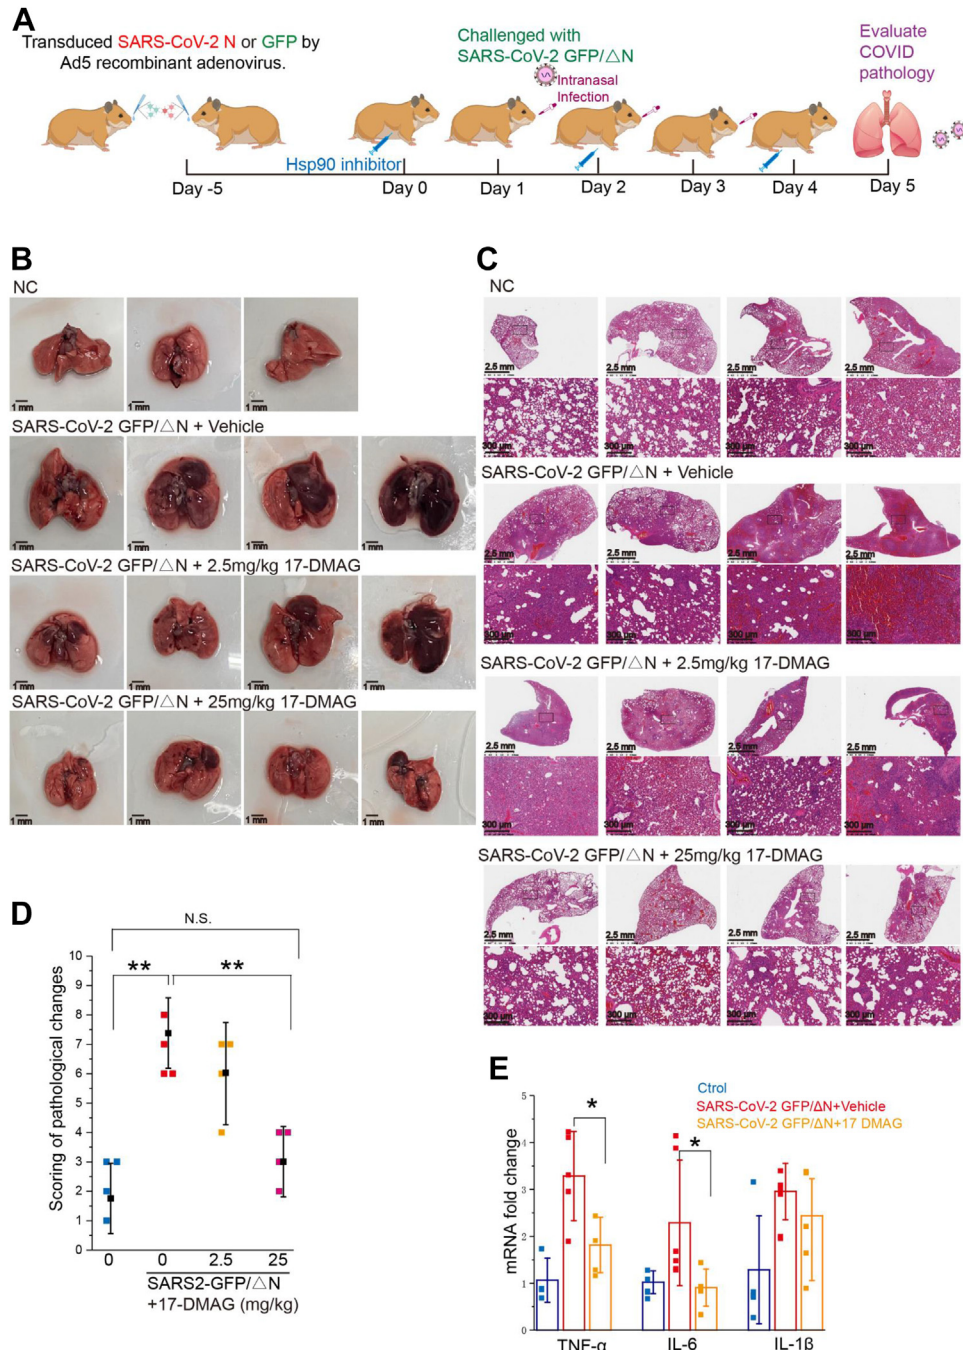 A
Transduced SARS-CoV-2 N or GFP by
Ad5 recombinant adenovirus.
Challenged with
SARS-CoV-2 GFP/△N
Intranasal
Infection
Evaluate
COVID
pathology
Hsp90 inhibitor
Day -5
Day 0
Day 1
Day 2
Day 3
Day 4
Day 5
B
NC
1 mm
1 mm
1 mm
SARS-CoV-2 GFP/△N + Vehicle
1 mm
1 mm
1 mm
1 mm
SARS-CoV-2 GFP/△N + 2.5mg/kg 17-DMAG
1 mm
1 mm
1 mm
1 mm
SARS-CoV-2 GFP/△N + 25mg/kg 17-DMAG
1 mm
1 mm
1 mm
1 mm
C
NC
2.5 mm
2.5 mm
2.5 mm
2.5 mm
300 µm
300 µm
300 µm
300 µm
SARS-CoV-2 GFP/△N + Vehicle
2.5 mm
2.5 mm
2.5 mm
2.5 mm
300 µm
300 µm
300 µm
300 µm
SARS-CoV-2 GFP/△N + 2.5mg/kg 17-DMAG
2.5 mm
2.5 mm
2.5 mm
2.5 mm
300 µm
300 µm
300 µm
300 µm
SARS-CoV-2 GFP/△N + 25mg/kg 17-DMAG
2.5 mm
2.5 mm
2.5 mm
2.5 mm
300 µm
300 µm
300 µm
300 µm
D
N.S.
** **
Scoring of pathological changes
10
9
8
7
6
5
4
3
2
1
0
0 0 2.5 25
SARS2-GFP/△N
+17-DMAG (mg/kg)
E
Ctrol
SARS-CoV-2 GFP/ΔN+Vehicle
SARS-CoV-2 GFP/ΔN+17 DMAG
* *
mRNA fold change
5
4
3
2
1
0
TNF-α IL-6 IL-1β